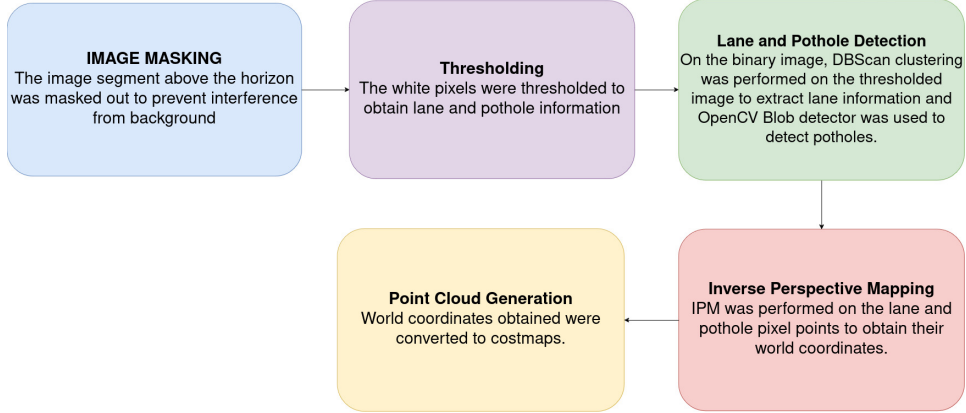 IMAGE MASKING
The image segment above the horizon
was masked out to prevent interference
from background
Thresholding
The white pixels were thresholded to
obtain lane and pothole information
Lane and Pothole Detection
On the binary image, DBScan clustering
was performed on the thresholded
image to extract lane information and
OpenCV Blob detector was used to
detect potholes.
Inverse Perspective Mapping
IPM was performed on the lane and
pothole pixel points to obtain their
world coordinates.
Point Cloud Generation
World coordinates obtained were
converted to costmaps.